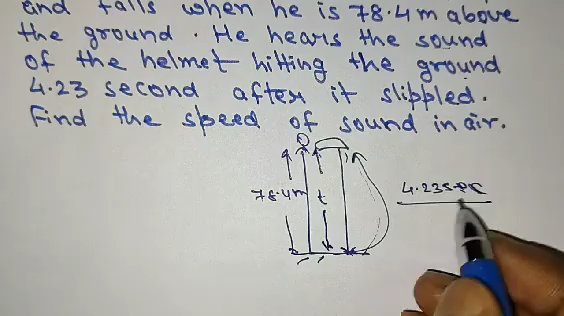 and falls when he is 78.4m above
the ground. He hears the sound
of the helmet hitting the ground
4.23 second after it slippled.
Find the speed of sound in air.
78.4m
t
4.23sec